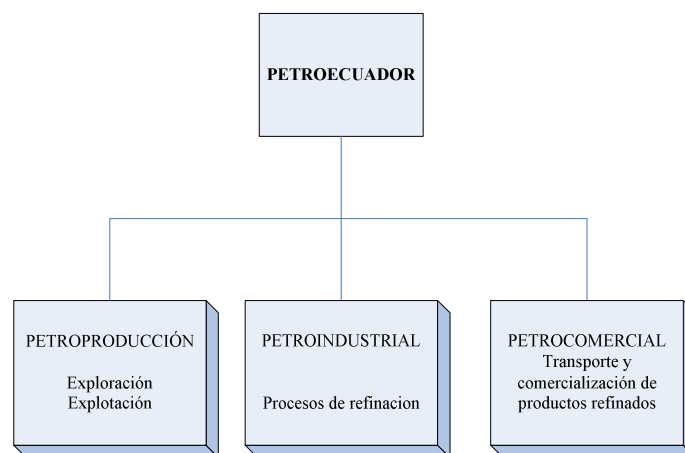 PETROECUADOR
PETROPRODUCCIÓN
Exploración
Explotación
PETROINDUSTRIAL
Procesos de refinacion
PETROCOMERCIAL
Transporte y
comercialización de
productos refinados